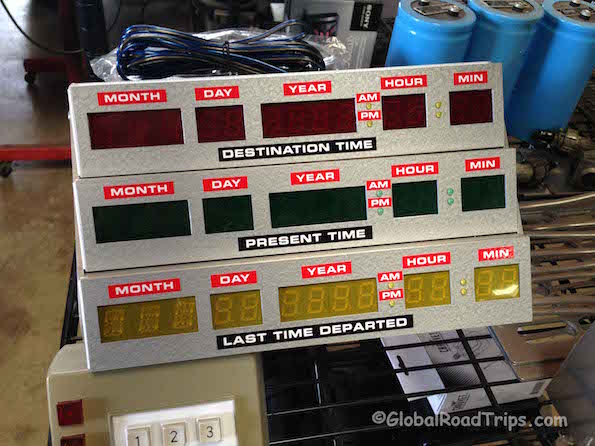 MONTH DAY YEAR AM PM HOUR MIN
DESTINATION TIME
MONTH DAY YEAR AM PM HOUR MIN
PRESENT TIME
MONTH DAY YEAR AM PM HOUR MIN
LAST TIME DEPARTED
1 2 3
©GlobalRoadTrips.com